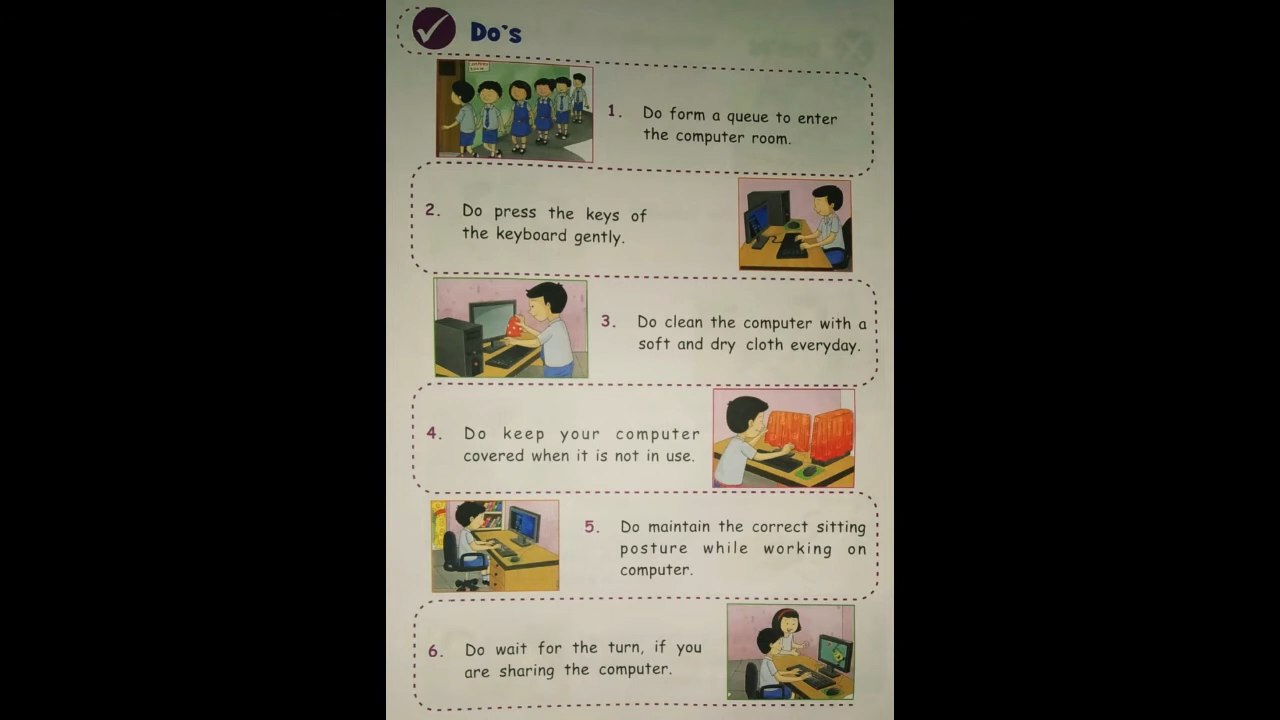 Do's
1. Do form a queue to enter
the computer room.
2. Do press the keys of
the keyboard gently.
3. Do clean the computer with a
soft and dry cloth everyday.
4. Do keep your computer
covered when it is not in use.
5. Do maintain the correct sitting
posture while working on
computer.
6. Do wait for the turn, if you
are sharing the computer.